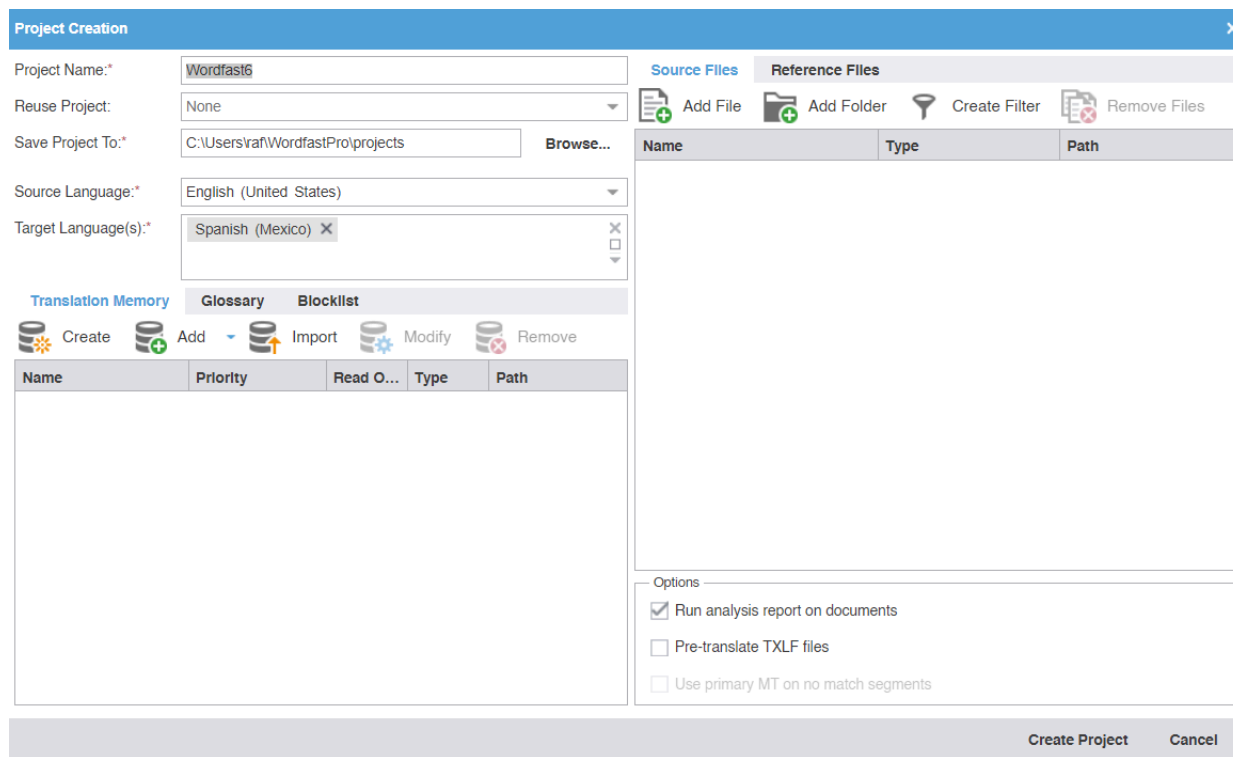 Project Creation
Project Name:*
Wordfast6
Reuse Project:
None
Save Project To:*
C:\Users\raf\WordfastPro\projects
Browse...
Source Language:*
English (United States)
Target Language(s):*
Spanish (Mexico)
Translation Memory Glossary Blocklist
Create Add Import Modify Remove
Name Priority Read O... Type Path
Source Files Reference Files
Add File Add Folder Create Filter Remove Files
Name Type Path
Options
Run analysis report on documents
Pre-translate TXLF files
Use primary MT on no match segments
Create Project Cancel